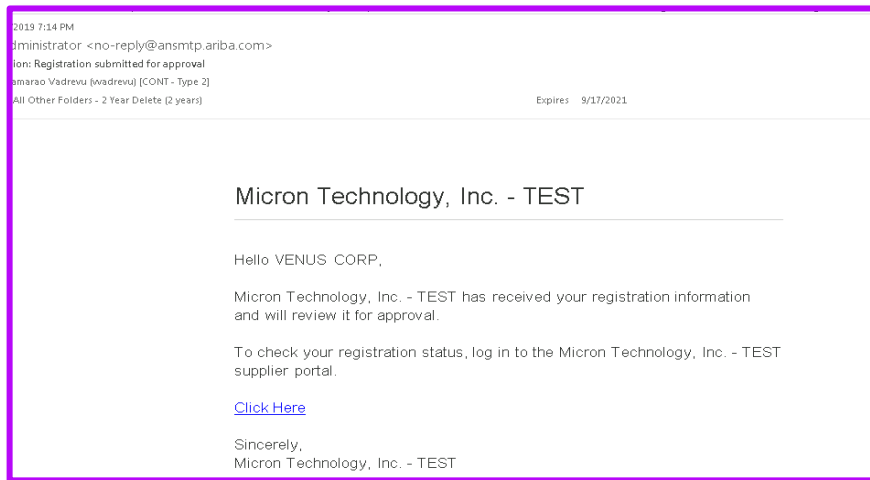 2019 7:14 PM
dministrator <no-reply@ansmtp.ariba.com>
ion: Registration submitted for approval
amarao Vadrevu (vvadrevu) [CONT - Type 2]
All Other Folders - 2 Year Delete (2 years) Expires 9/17/2021
Micron Technology, Inc. - TEST
Hello VENUS CORP,
Micron Technology, Inc. - TEST has received your registration information
and will review it for approval.
To check your registration status, log in to the Micron Technology, Inc. - TEST
supplier portal.
Click Here
Sincerely,
Micron Technology, Inc. - TEST